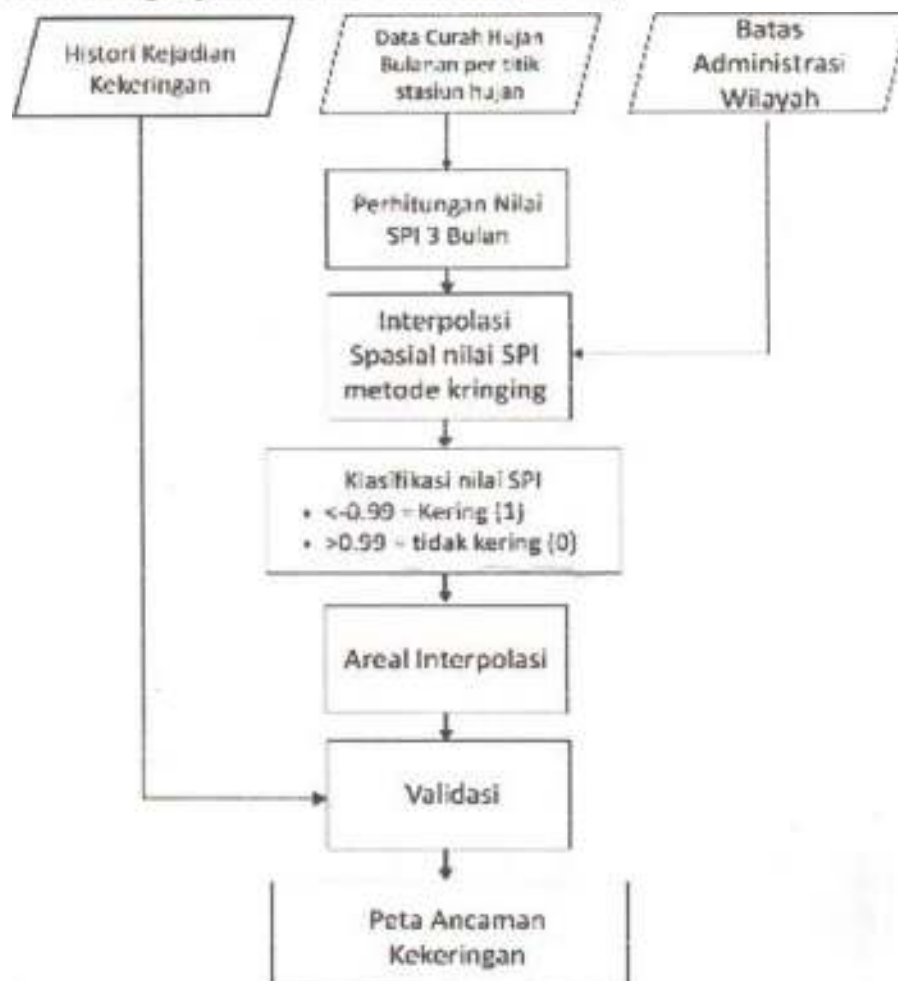 Histori Kejadian
Kekeringan
Data Curah Hujan
Bulanan per titik
stasiun hujan
Batas
Administrasi
Wilayah
Perhitungan Nilai
SPI 3 Bulan
Interpolasi
Spasial nilai SPI
metode kringing
Klasifikasi nilai SPI
• <-0.99 = Kering (1)
• >0.99 = tidak kering (0)
Areal Interpolasi
Validasi
Peta Ancaman
Kekeringan